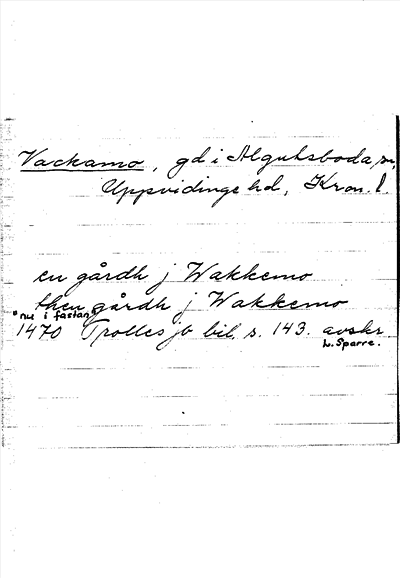 Vackamo, gd i Algutsboda sn,
Uppvidinge hd, Kron. l.
en gårdh j Wakkemo
then gårdh j Wakkemo
"nu i fastan"
1470 Trolles jb bil. s. 143. avskr
L. Sparre.